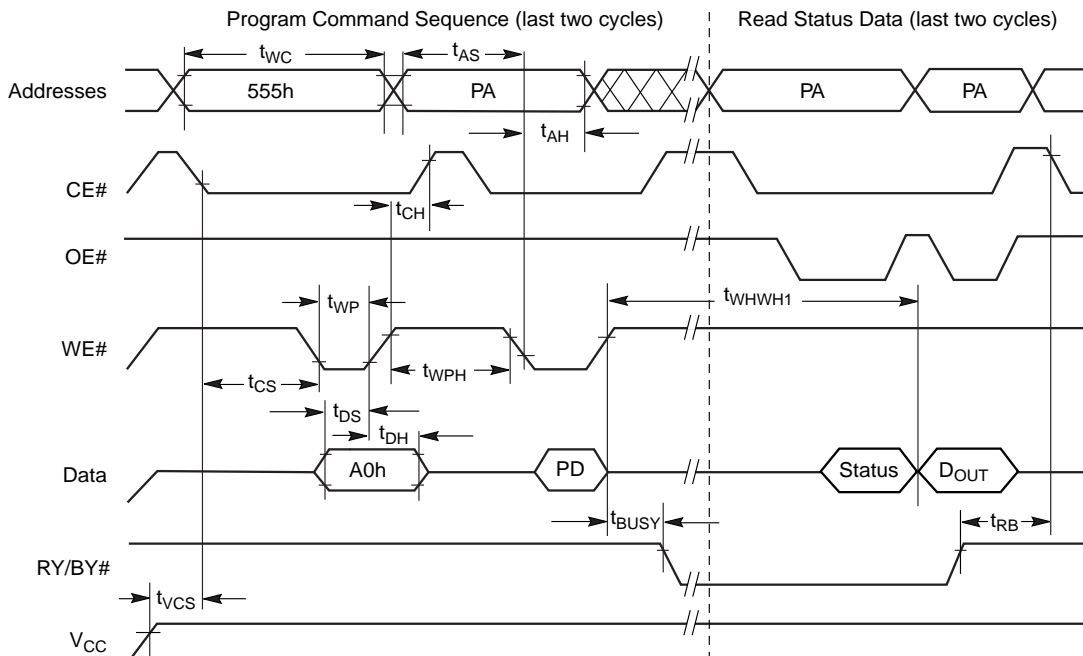 Program Command Sequence (last two cycles) Read Status Data (last two cycles)
tWC tAS
Addresses 555h PA PA PA
tAH
CE#
tCH
OE#
tWP tWHWH1
WE#
tCS tWPH
tDS
tDH
Data A0h PD Status DOUT
tBUSY tRB
RY/BY#
tVCS
VCC